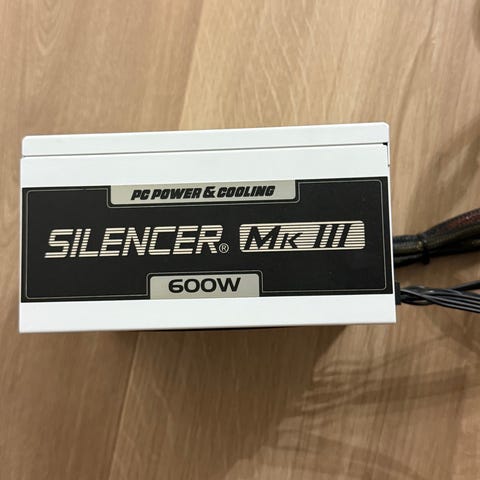 PC POWER & COOLING
SILENCER® MK III
600W